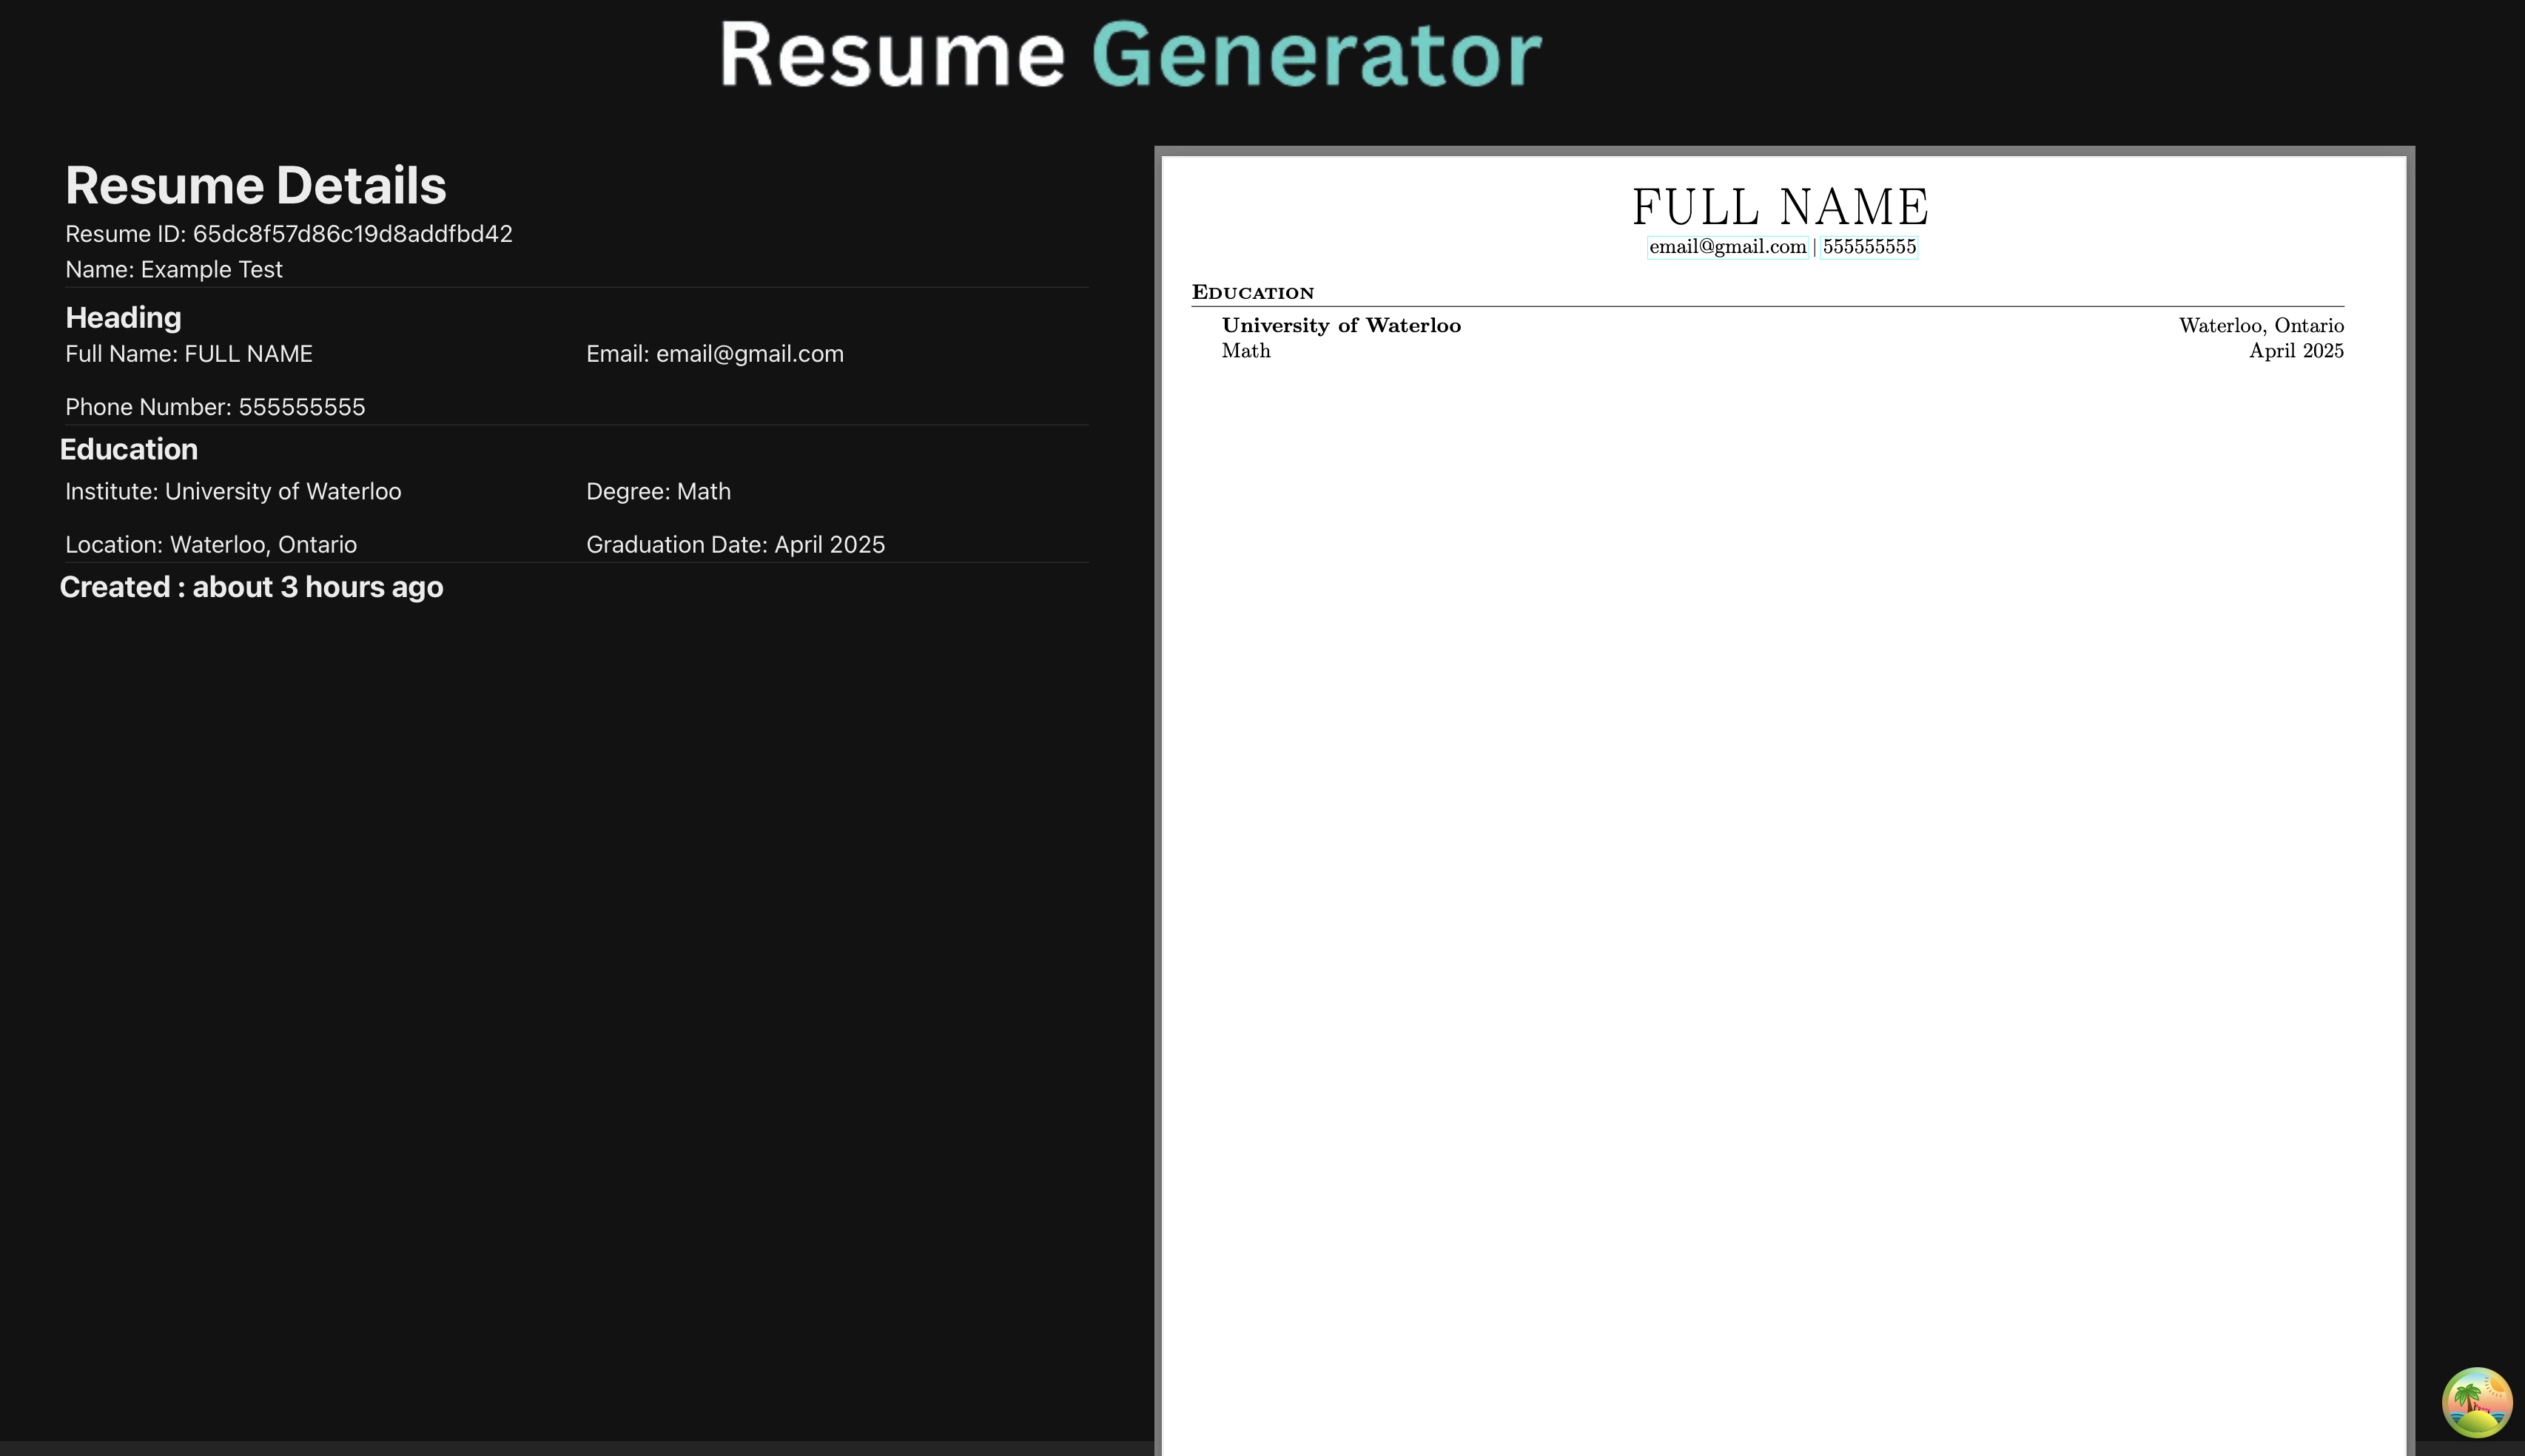 Resume Generator
Resume Details
Resume ID: 65dc8f57d86c19d8addfbd42
Name: Example Test
Heading
Full Name: FULL NAME
Email: email@gmail.com
Phone Number: 555555555
Education
Institute: University of Waterloo
Degree: Math
Location: Waterloo, Ontario
Graduation Date: April 2025
Created : about 3 hours ago
FULL NAME
email@gmail.com | 555555555
EDUCATION
University of Waterloo
Waterloo, Ontario
Math
April 2025